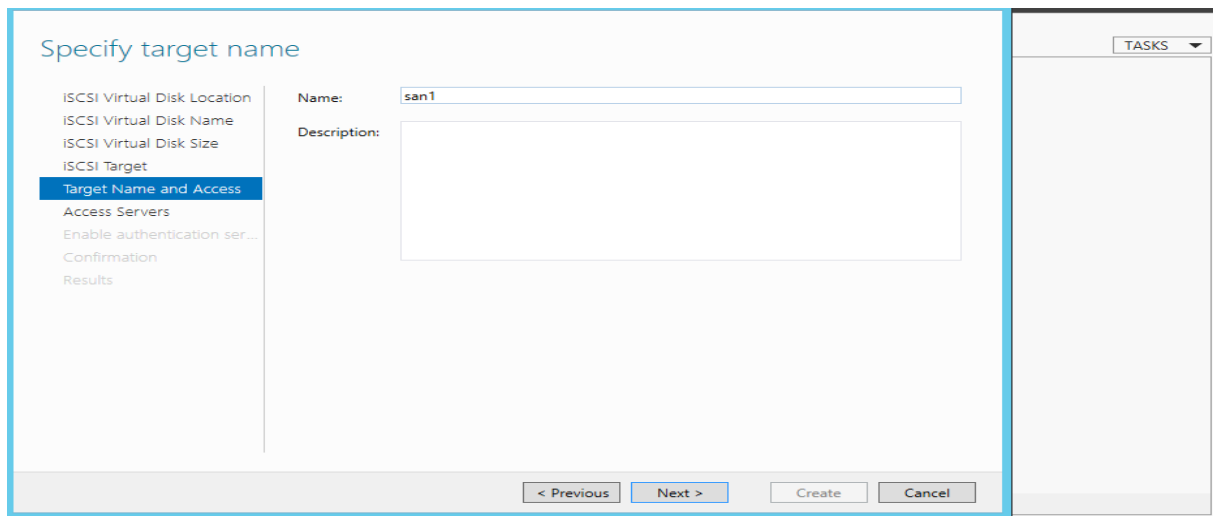 Specify target name
TASKS
iSCSI Virtual Disk Location
iSCSI Virtual Disk Name
iSCSI Virtual Disk Size
iSCSI Target
Target Name and Access
Access Servers
Enable authentication ser...
Confirmation
Results
Name:
san1
Description:
< Previous
Next >
Create
Cancel